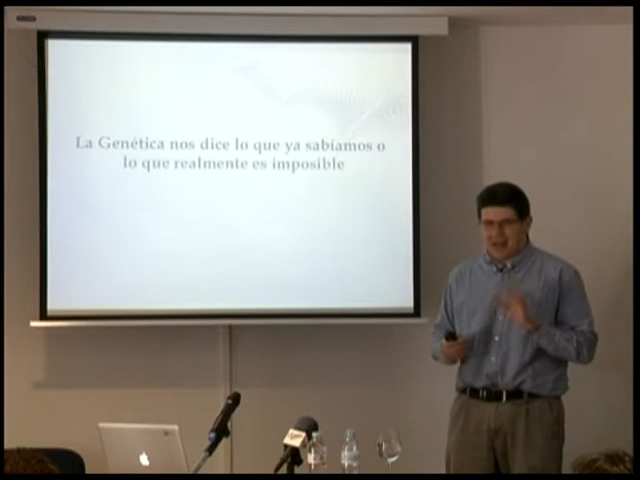 La Genética nos dice lo que ya sabíamos o
lo que realmente es imposible